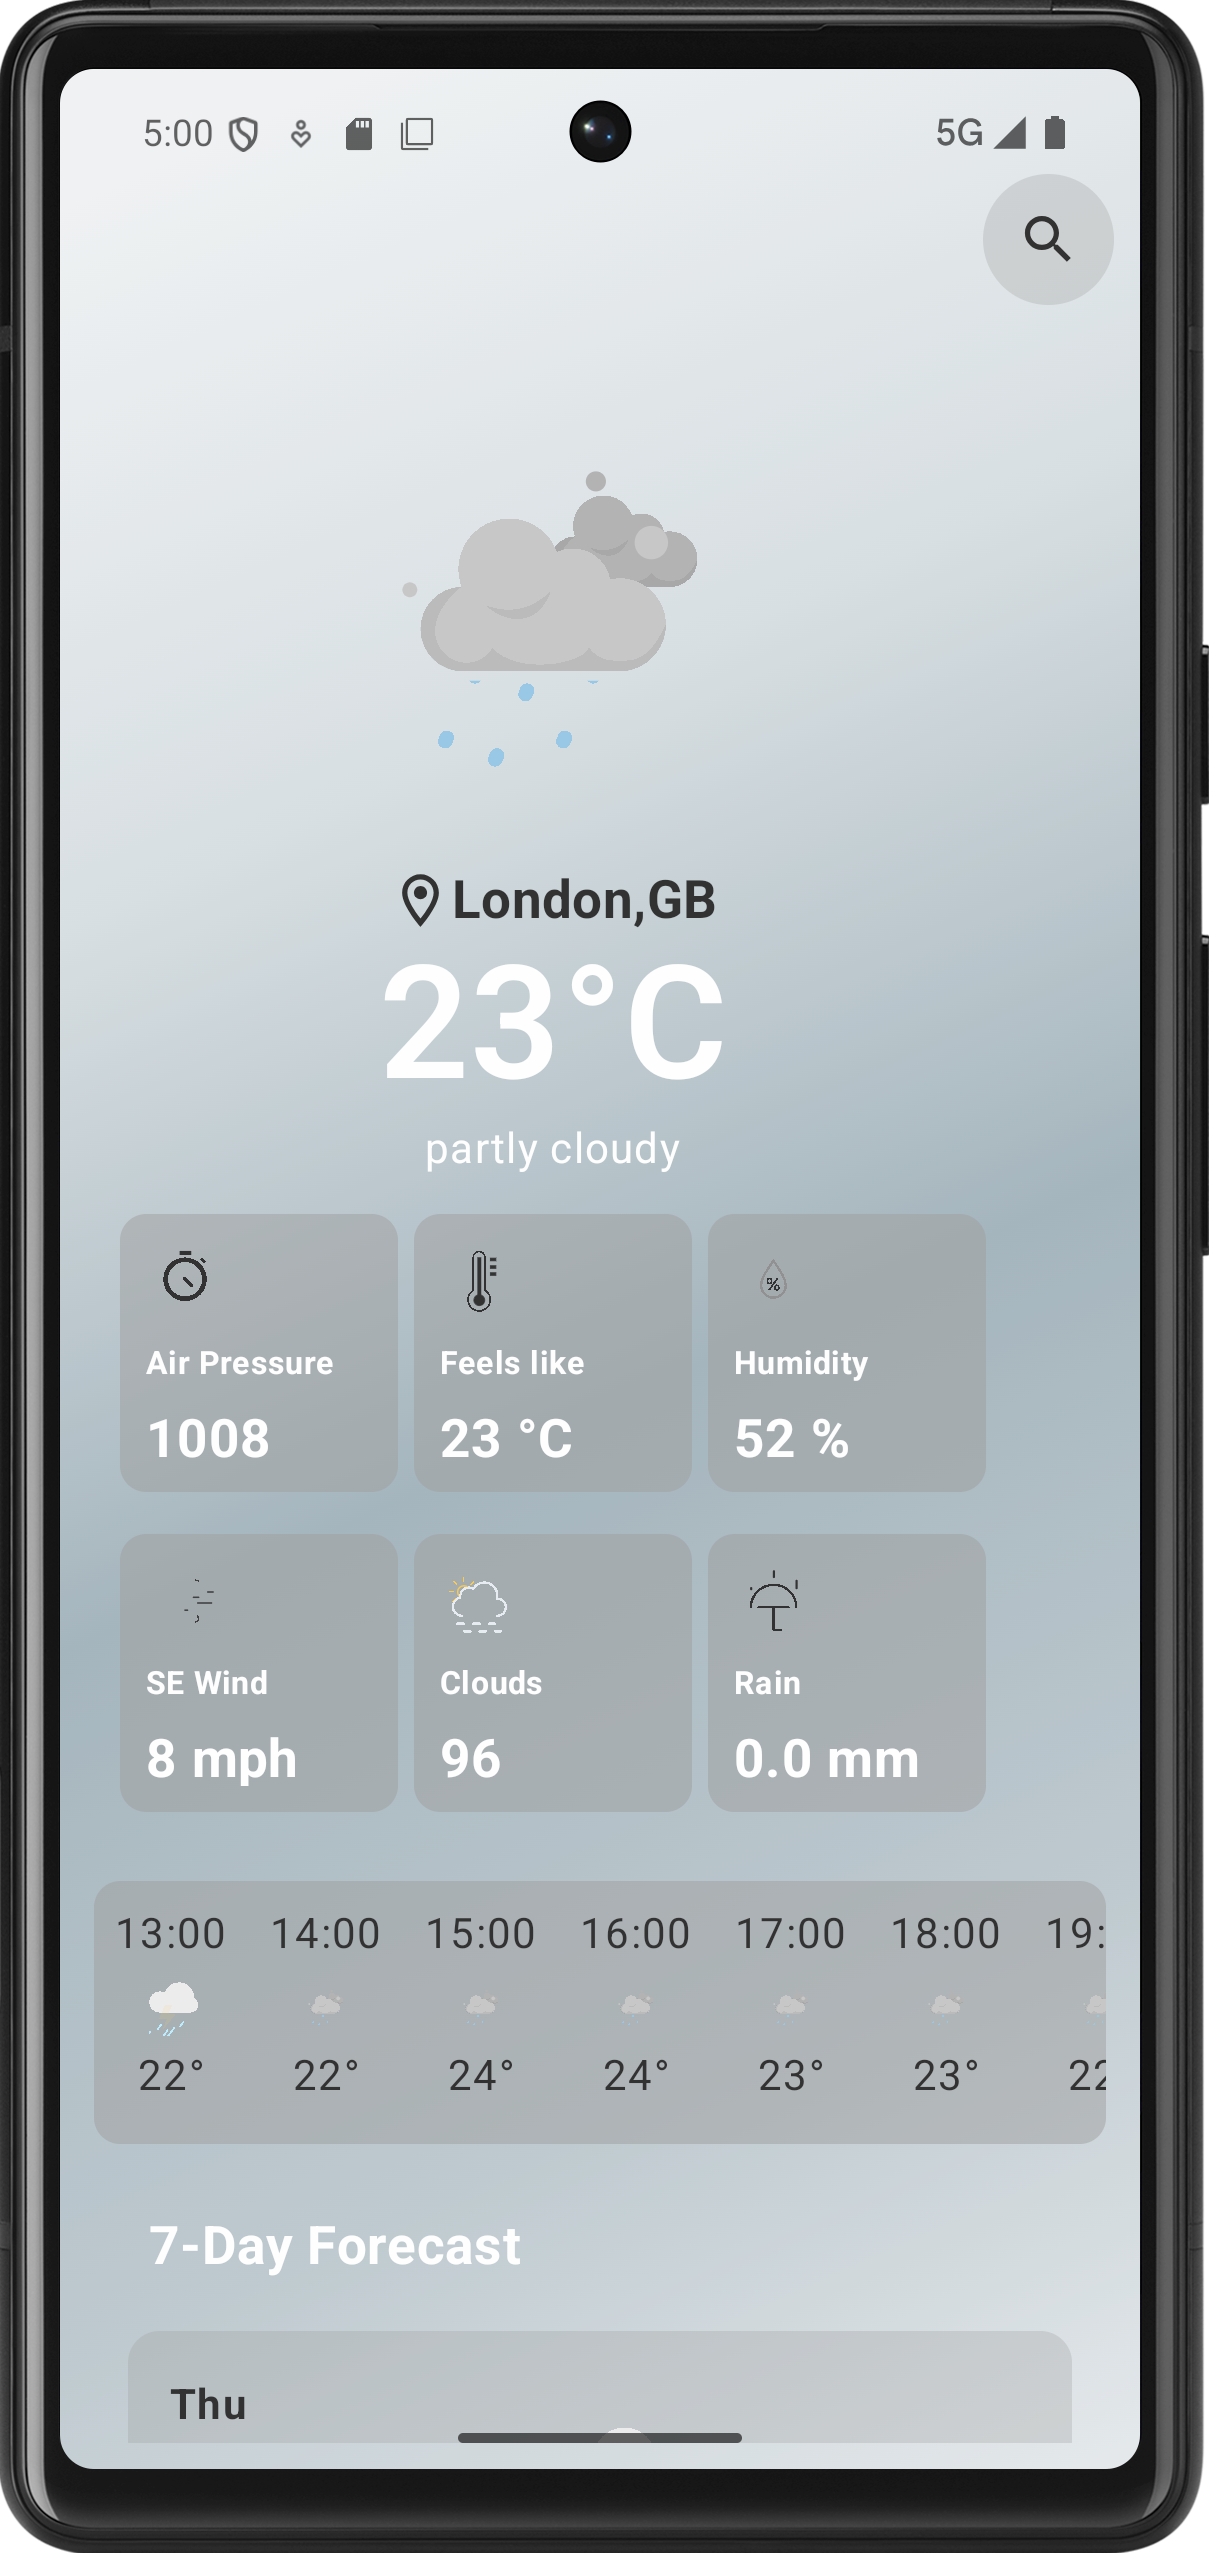 5:00 5G
London,GB
23°C
partly cloudy
Air Pressure Feels like Humidity
1008 23 °C 52 %
SE Wind Clouds Rain
8 mph 96 0.0 mm
13:00 14:00 15:00 16:00 17:00 18:00 19:
22° 22° 24° 24° 23° 23° 22
7-Day Forecast
Thu